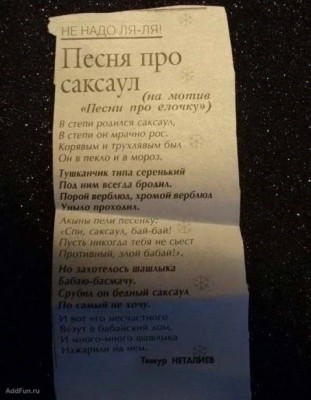 НЕ НАДО ЛЯ-ЛЯ!
Песня про
саксаул
(на мотив
«Песни про елочку»)
В степи родился саксаул,
В степи он мрачно рос.
Корявым и трухлявым был
Он в пекло и в мороз.
Тушканчик типа серенький
Под ним всегда бродил.
Порой верблюд, хромой верблюд
Уныло проходил.
Акыны пели песенку:
«Спи, саксаул, бай-бай!
Пусть никогда тебя не съест
Противный, злой бабай!».
Но захотелось шашлыка
Бабаю-басмачу.
Срубил он бедный саксаул
По самый не хочу.
И вот его несчастного
Везут в бабайский дом,
И много-много шашлыка
Нажарили на нем.
Тимур НЕТАЛИЕВ
AddFun.ru